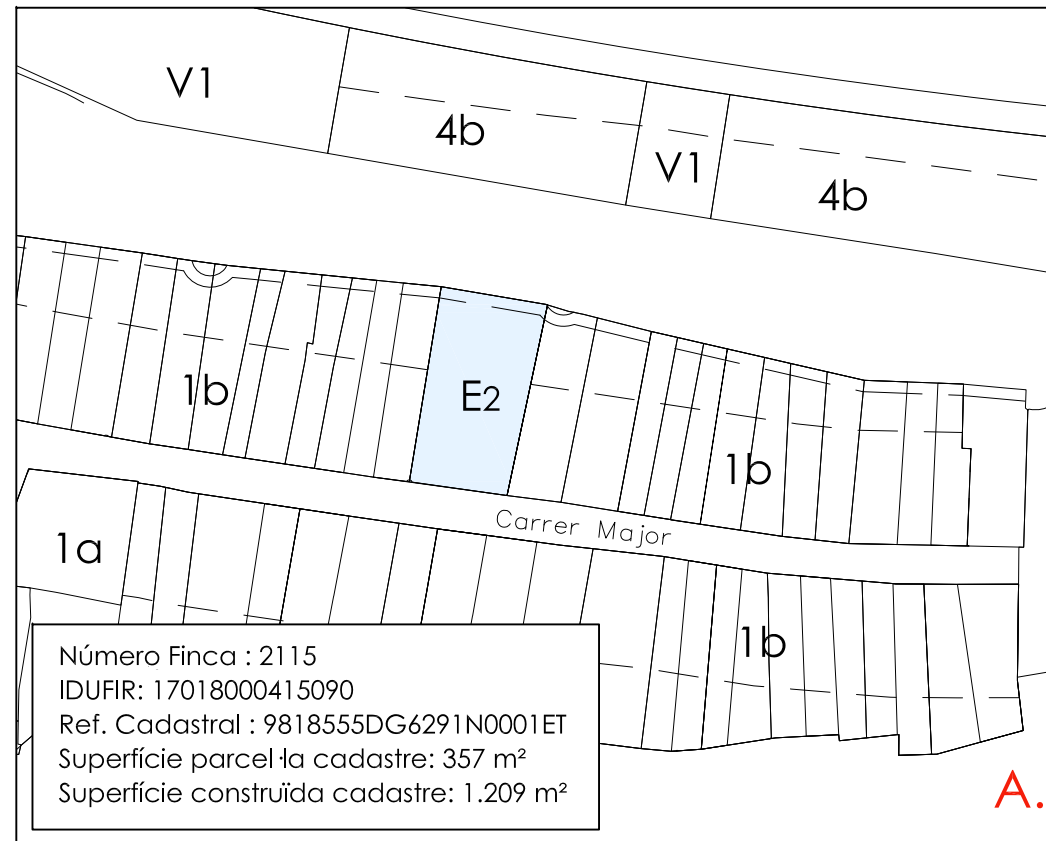 V1
4b
V1
4b
1b
E2
1b
Carrer Major
1a
1b
Número Finca : 2115
IDUFIR: 17018000415090
Ref. Cadastral : 9818555DG6291N0001ET
Superfície parcel·la cadastre: 357 m²
Superfície construïda cadastre: 1.209 m²
A.